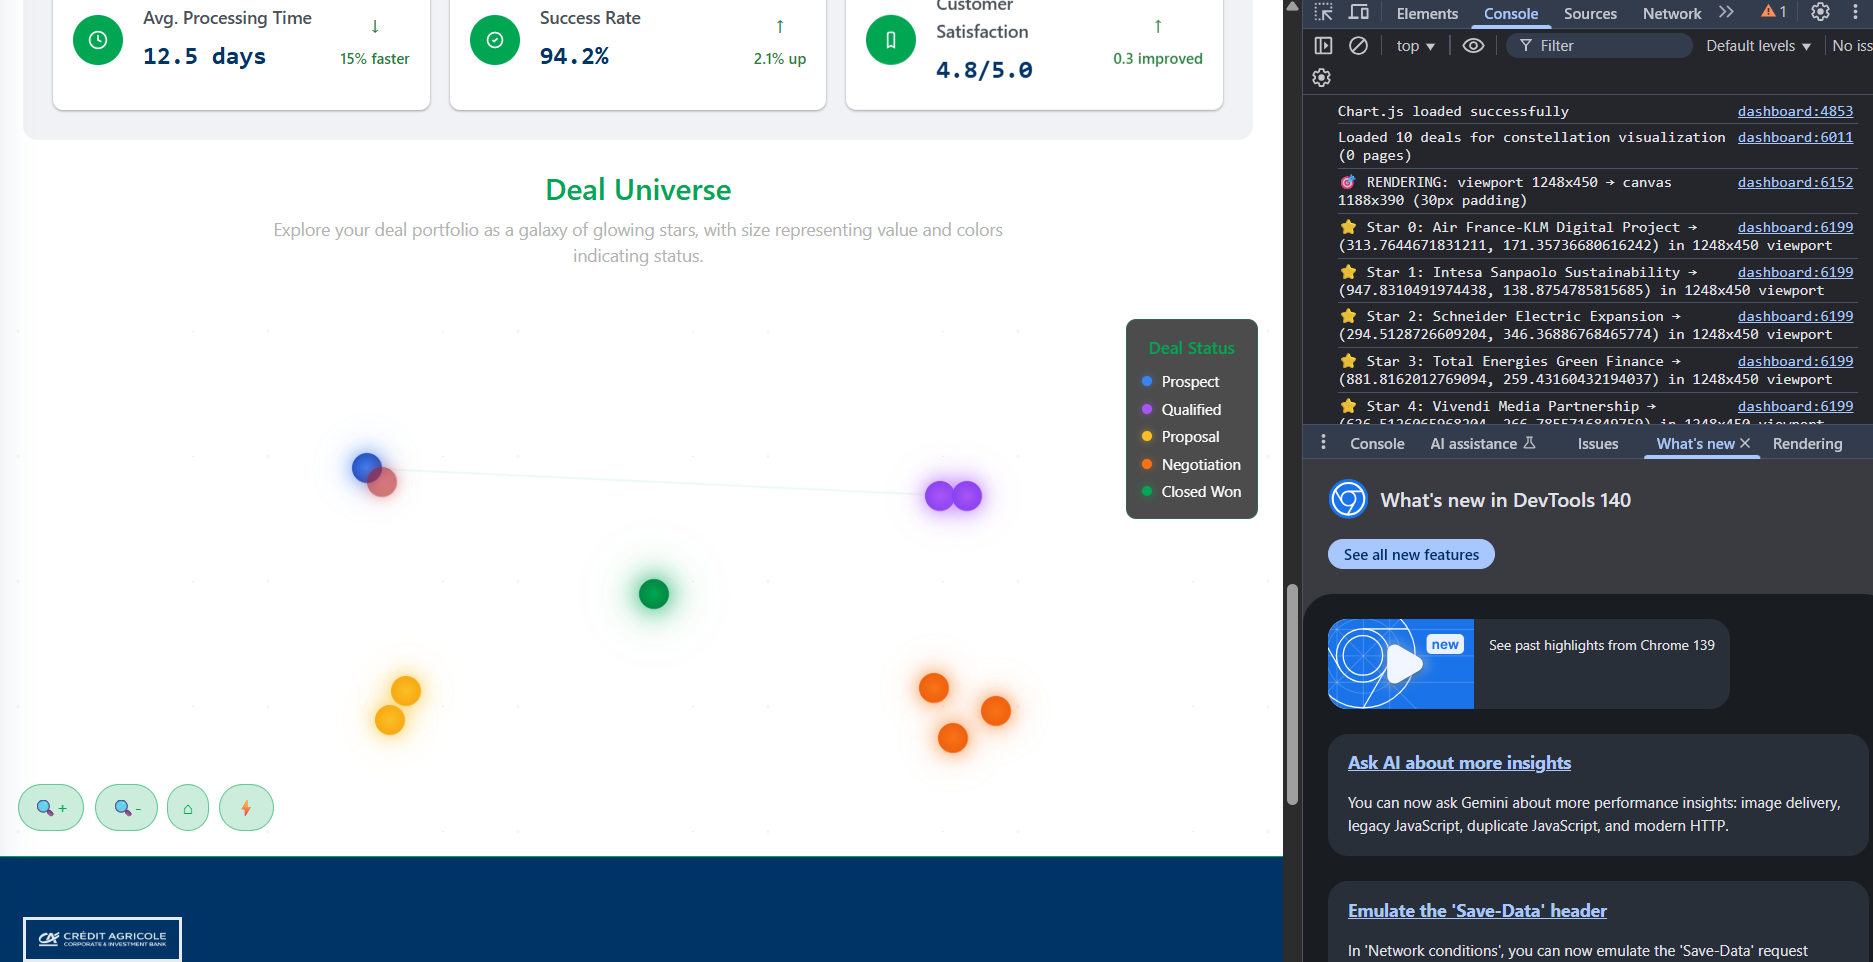 Avg. Processing Time
12.5 days
↓
15% faster
Success Rate
94.2%
↑
2.1% up
Customer
Satisfaction
4.8/5.0
↑
0.3 improved
Deal Universe
Explore your deal portfolio as a galaxy of glowing stars, with size representing value and colors
indicating status.
Deal Status
Prospect
Qualified
Proposal
Negotiation
Closed Won
+
-
CRÉDIT AGRICOLE
CORPORATE & INVESTMENT BANK
Elements
Console
Sources
Network
1
top
Filter
Default levels
No iss
Chart.js loaded successfully
dashboard:4853
Loaded 10 deals for constellation visualization
(0 pages)
dashboard:6011
🎯 RENDERING: viewport 1248x450 → canvas
1188x390 (30px padding)
dashboard:6152
⭐ Star 0: Air France-KLM Digital Project →
(313.7644671831211, 171.35736680616242) in 1248x450 viewport
dashboard:6199
⭐ Star 1: Intesa Sanpaolo Sustainability →
(947.8310491974438, 138.8754785815685) in 1248x450 viewport
dashboard:6199
⭐ Star 2: Schneider Electric Expansion →
(294.5128726609204, 346.36886768465774) in 1248x450 viewport
dashboard:6199
⭐ Star 3: Total Energies Green Finance →
(881.8162012769094, 259.43160432194037) in 1248x450 viewport
dashboard:6199
⭐ Star 4: Vivendi Media Partnership →
dashboard:6199
Console
AI assistance
Issues
What's new
Rendering
What's new in DevTools 140
See all new features
new
See past highlights from Chrome 139
Ask AI about more insights
You can now ask Gemini about more performance insights: image delivery,
legacy JavaScript, duplicate JavaScript, and modern HTTP.
Emulate the 'Save-Data' header
In 'Network conditions', you can now emulate the 'Save-Data' request